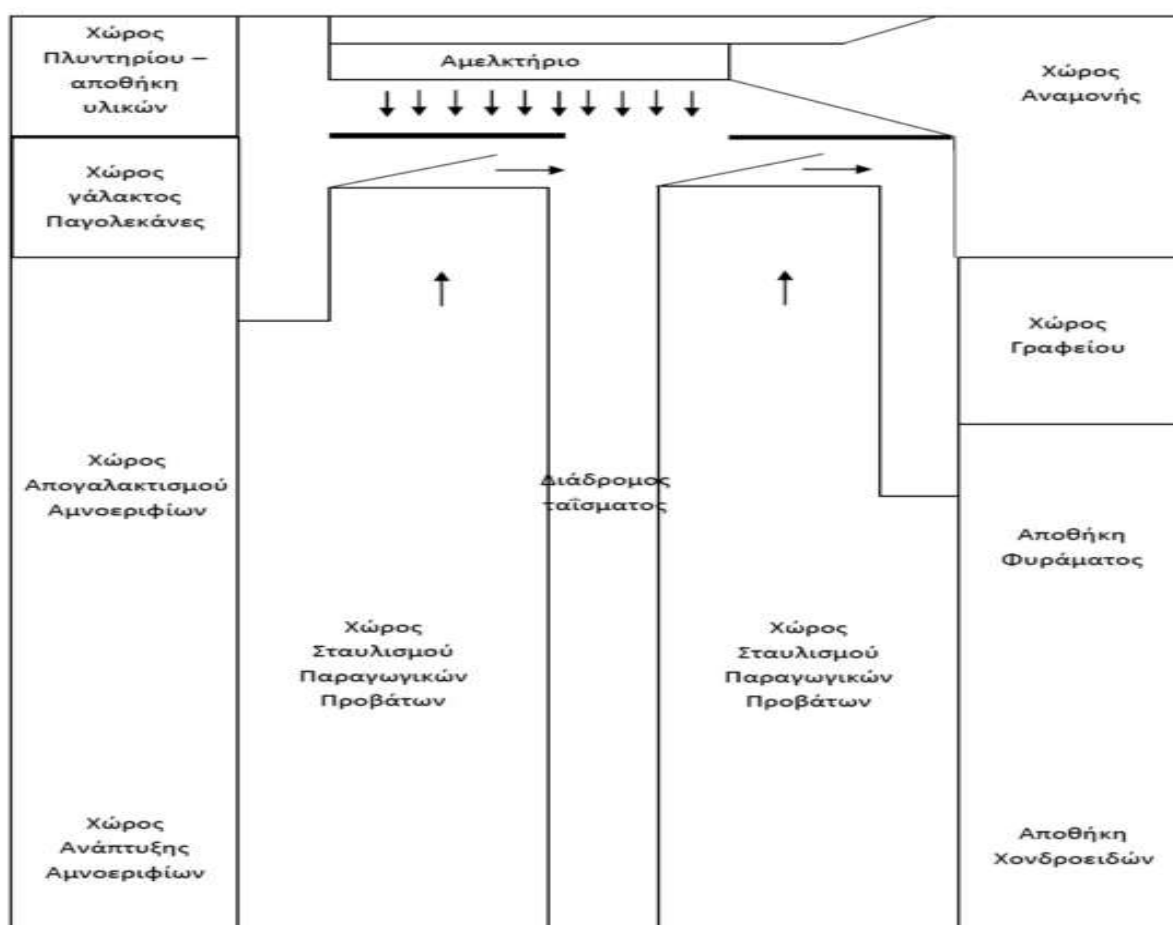 Χώρος
Πλυντηρίου –
αποθήκη
υλικών
Αμελκτήριο
Χώρος
Αναμονής
Χώρος
γάλακτος
Παγολεκάνες
Χώρος
Γραφείου
Χώρος
Απογαλακτισμού
Αμνοεριφίων
Διάδρομος
ταΐσματος
Αποθήκη
Φυράματος
Χώρος
Σταυλισμού
Παραγωγικών
Προβάτων
Χώρος
Σταυλισμού
Παραγωγικών
Προβάτων
Χώρος
Ανάπτυξης
Αμνοεριφίων
Αποθήκη
Χονδροειδών